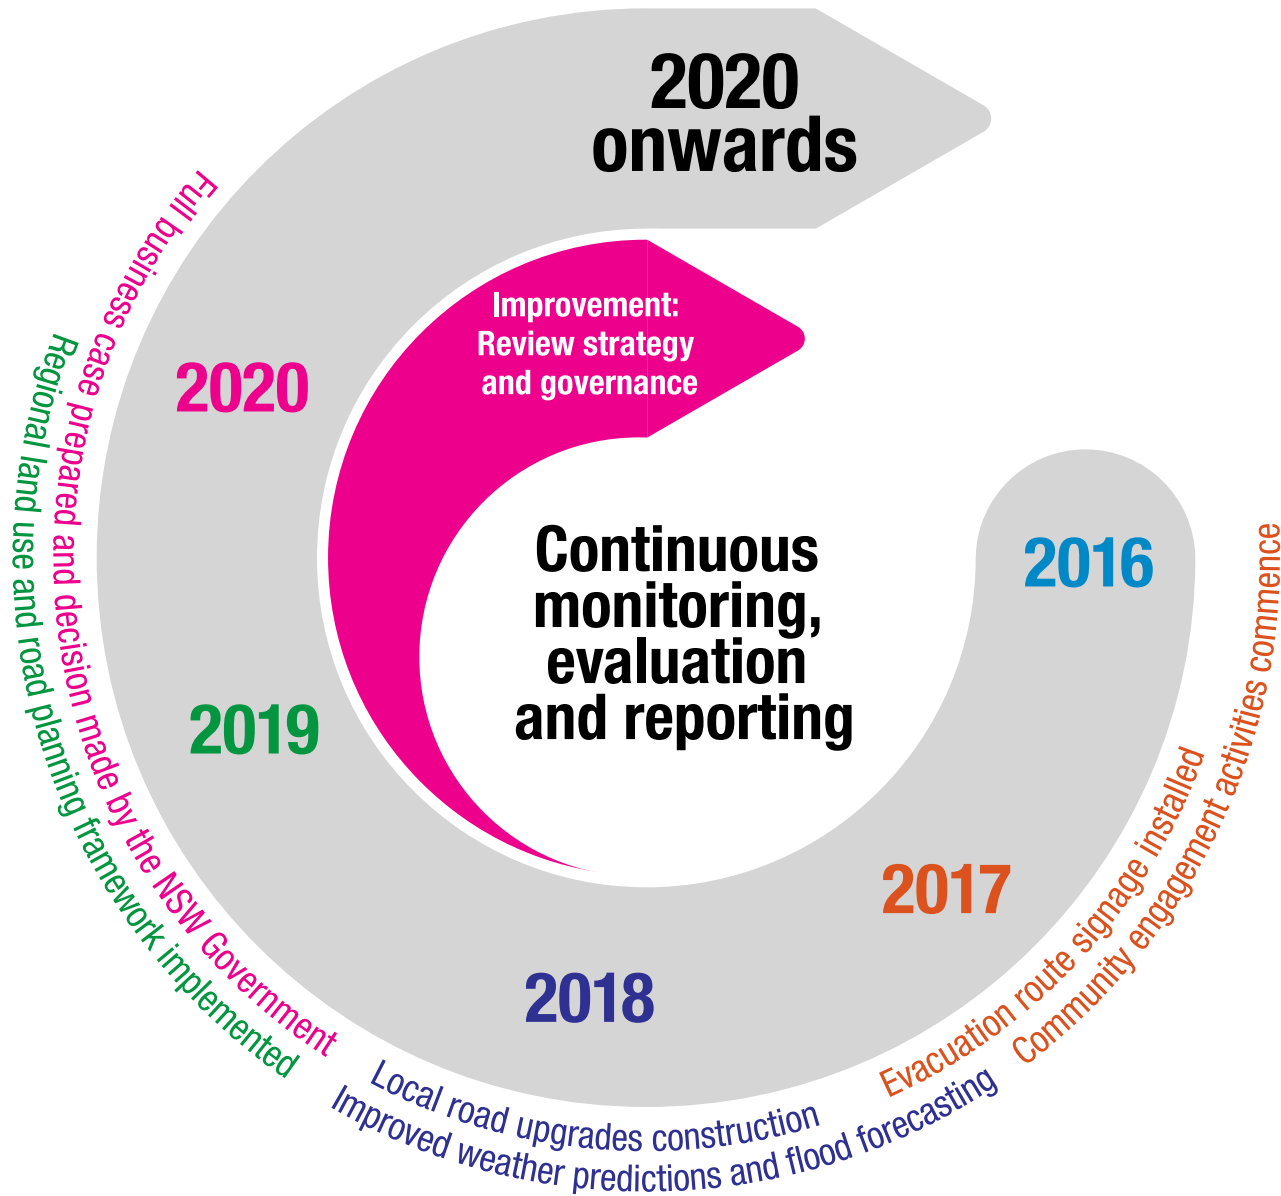 2020
onwards
Improvement:
Review strategy
and governance
Continuous
monitoring,
evaluation
and reporting
2016
2017
Evacuation route signage installed
Community engagement activities commence
2018
Local road upgrades construction
Improved weather predictions and flood forecasting
2019
Regional land use and road planning framework implemented
2020
Full business case prepared and decision made by the NSW Government